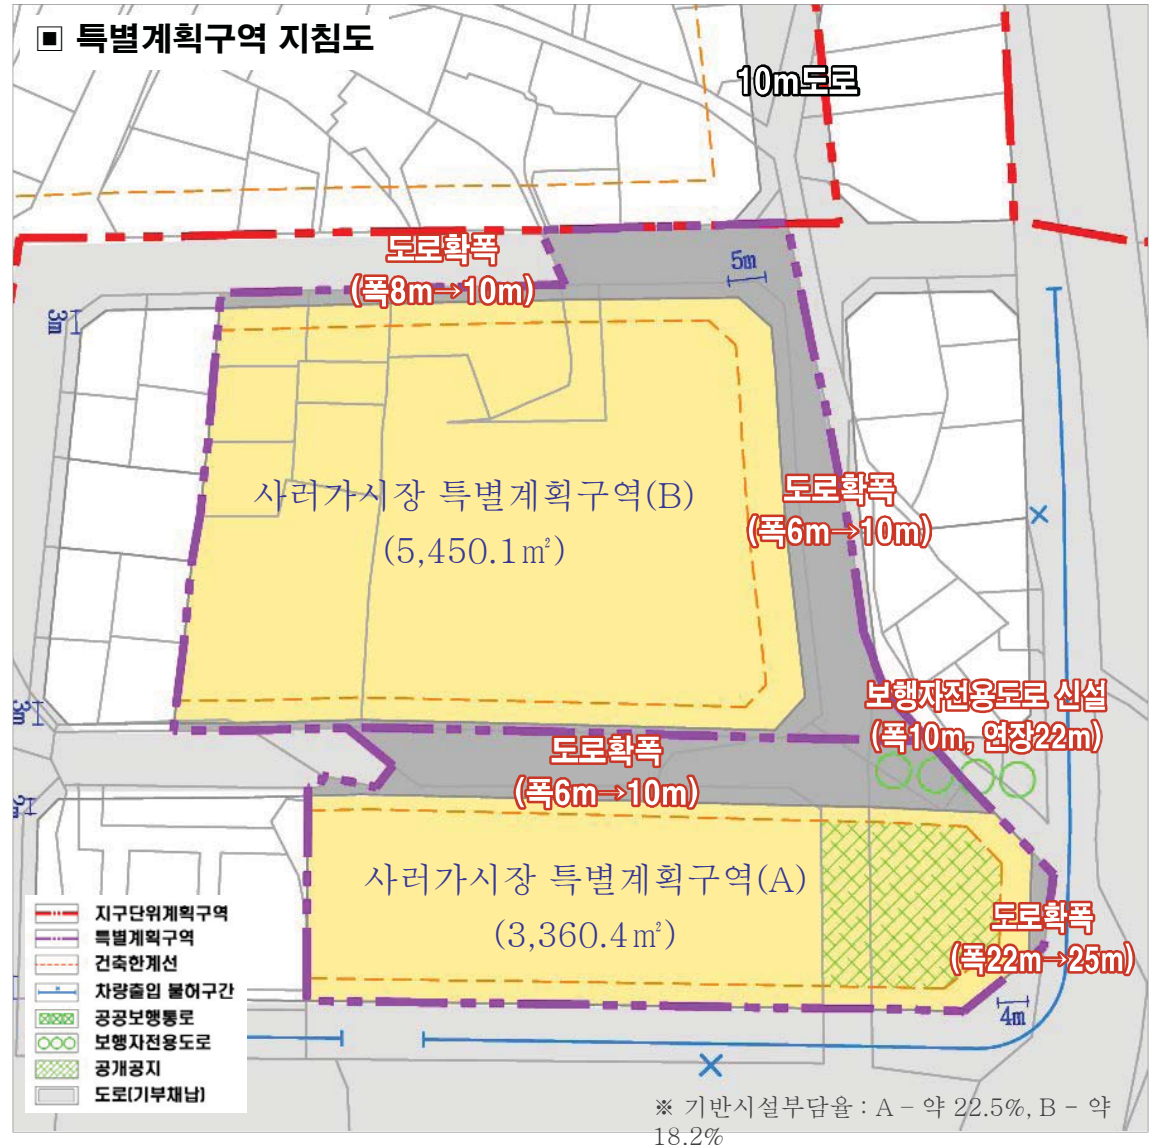 ▣ 특별계획구역 지침도
10m도로
도로확폭
(폭8m→10m)
5m
3m
사러가시장 특별계획구역(B)
(5,450.1㎡)
도로확폭
(폭6m→10m)
보행자전용도로 신설
(폭10m, 연장22m)
3m
도로확폭
(폭6m→10m)
2m
사러가시장 특별계획구역(A)
(3,360.4㎡)
도로확폭
(폭22m→25m)
4m
지구단위계획구역
특별계획구역
건축한계선
차량출입 불허구간
공공보행통로
보행자전용도로
공개공지
도로(기부채납)
※ 기반시설부담율 : A - 약 22.5%, B - 약
18.2%